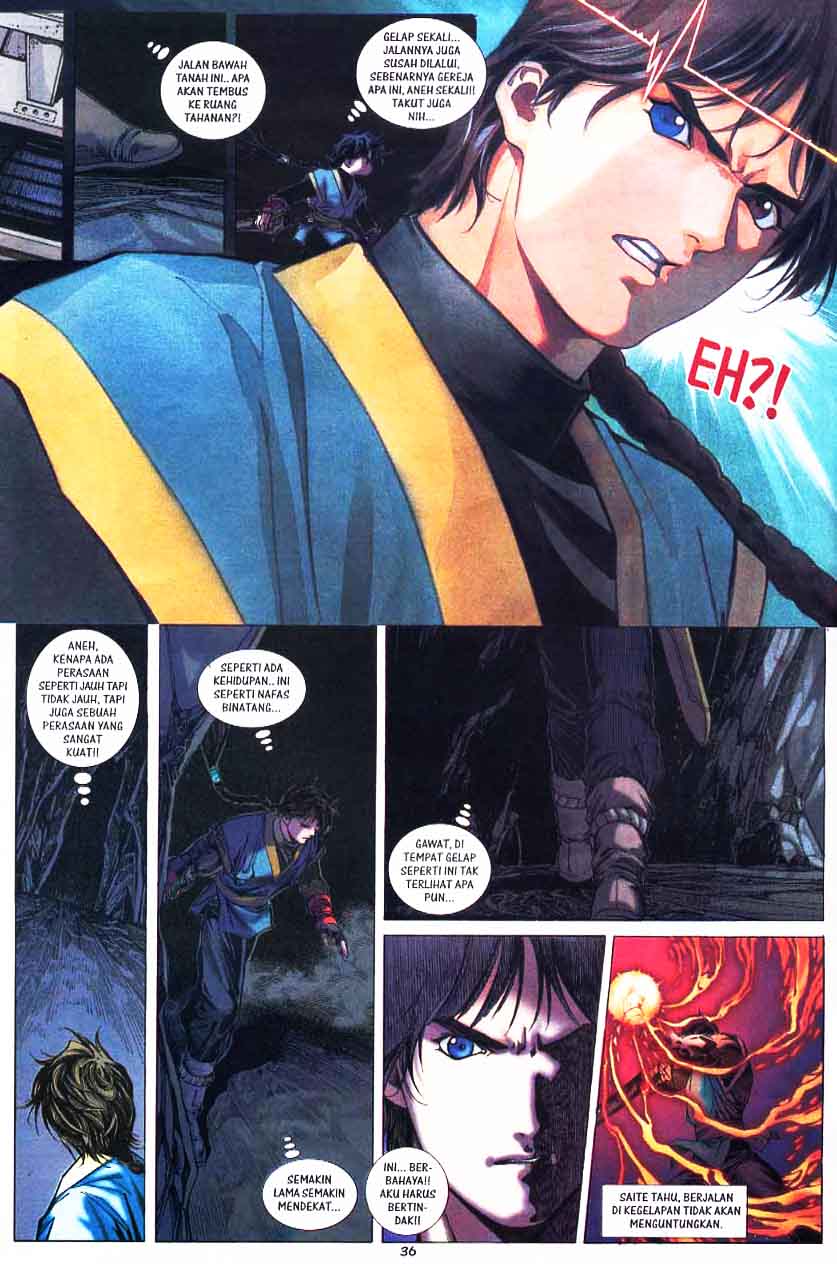 JALAN BAWAH
TANAH INI.. APA
AKAN TEMBUS
KE RUANG
TAHANAN?!
GELAP SEKALI...
JALANNYA JUGA
SUSAH DILALUI,
SEBENARNYA GEREJA
APA INI, ANEH SEKALI!!
TAKUT JUGA
NIH...
EH?!
ANEH,
KENAPA ADA
PERASAAN
SEPERTI JAUH TAPI
TIDAK JAUH, TAPI
JUGA SEBUAH
PERASAAN YANG
SANGAT
KUAT!!
SEPERTI ADA
KEHIDUPAN.. INI
SEPERTI NAFAS
BINATANG...
GAWAT, DI
TEMPAT GELAP
SEPERTI INI TAK
TERLIHAT APA
PUN...
SEMAKIN
LAMA SEMAKIN
MENDEKAT...
INI... BER-
BAHAYA!!
AKU HARUS
BERTIN-
DAK!!
SAITE TAHU, BERJALAN
DI KEGELAPAN TIDAK AKAN
MENGUNTUNGKAN.
36